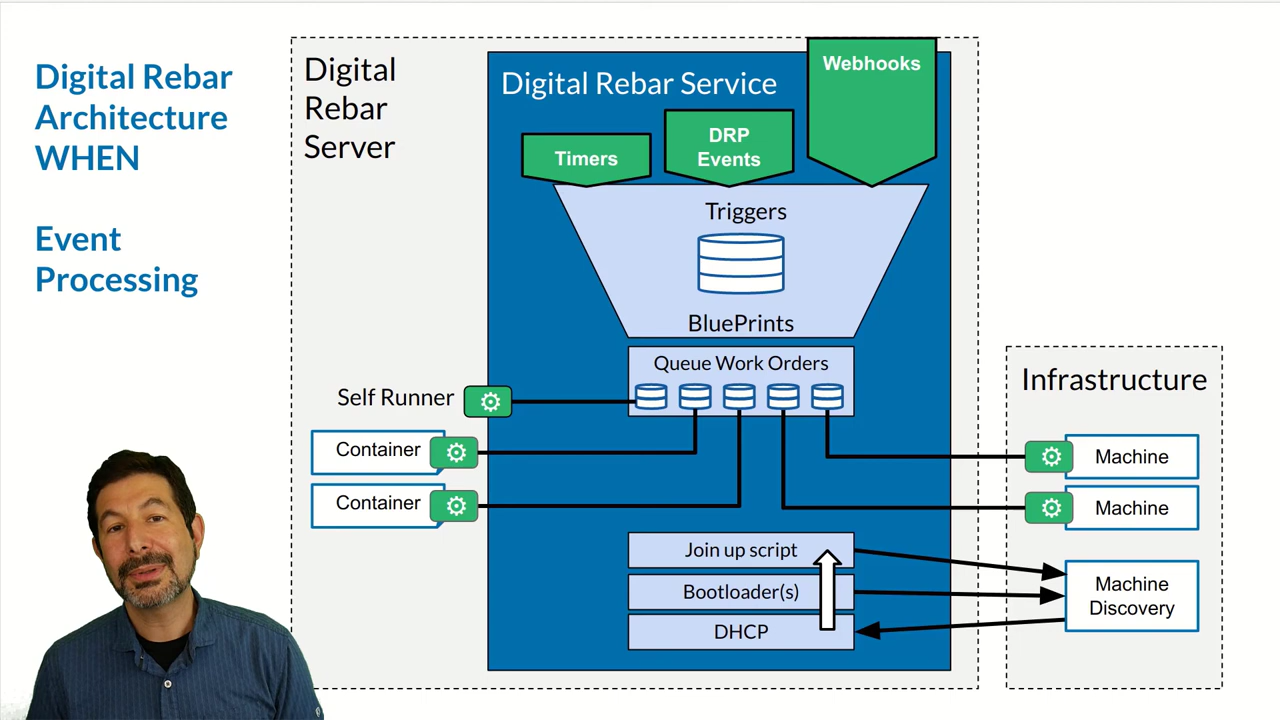 Digital Rebar
Architecture
WHEN
Event
Processing
Digital
Rebar
Server
Digital Rebar Service
Webhooks
Timers
DRP
Events
Triggers
BluePrints
Queue Work Orders
Self Runner
Container
Container
Join up script
Bootloader(s)
DHCP
Infrastructure
Machine
Machine
Machine
Discovery